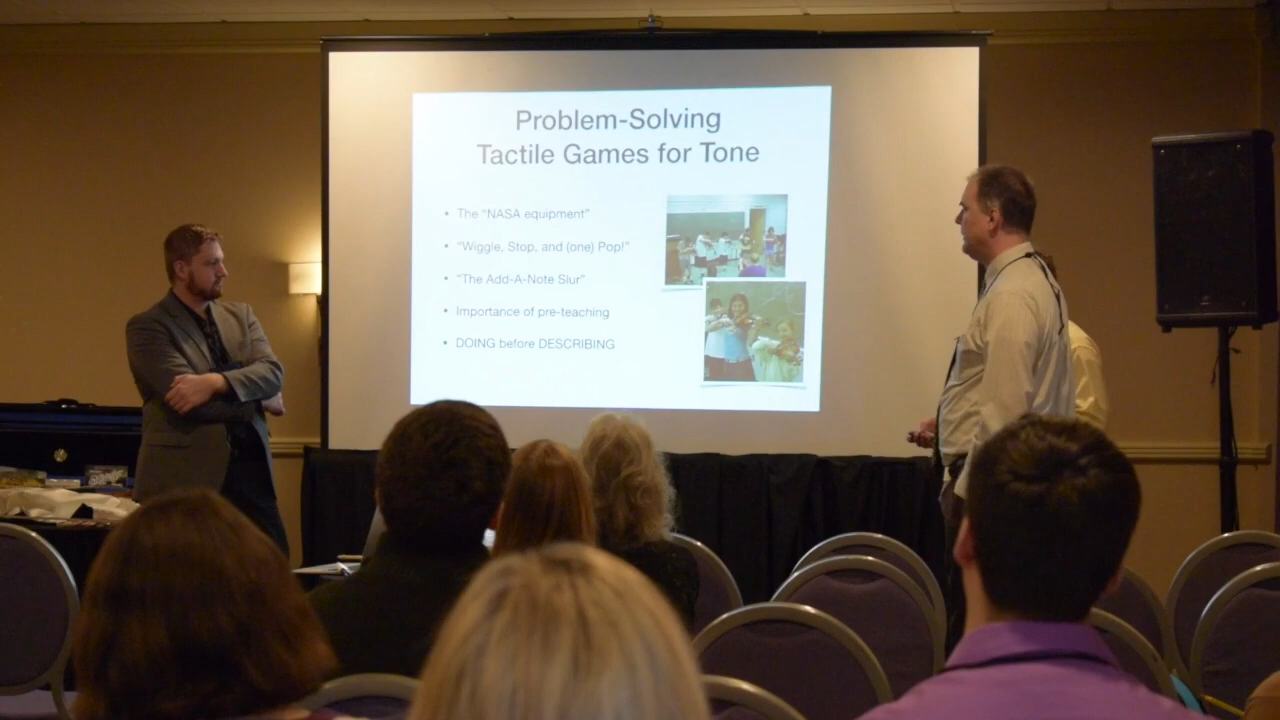 Problem-Solving
Tactile Games for Tone
• The "NASA equipment"
• "Wiggle, Stop, and (one) Pop!"
• "The Add-A-Note Slur"
• Importance of pre-teaching
• DOING before DESCRIBING